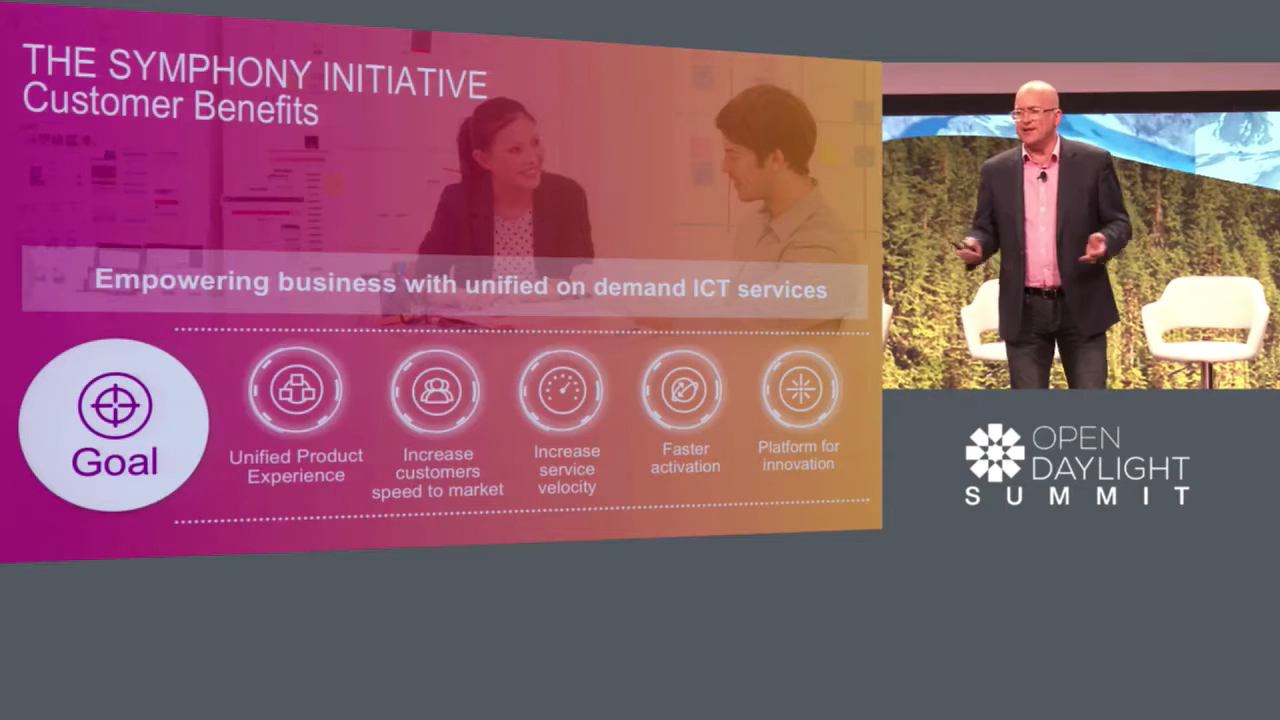 THE SYMPHONY INITIATIVE
Customer Benefits
Empowering business with unified on demand ICT services
Goal
Unified Product
Experience
Increase
customers
speed to market
Increase
service
velocity
Faster
activation
Platform for
innovation
OPEN
DAYLIGHT
SUMMIT